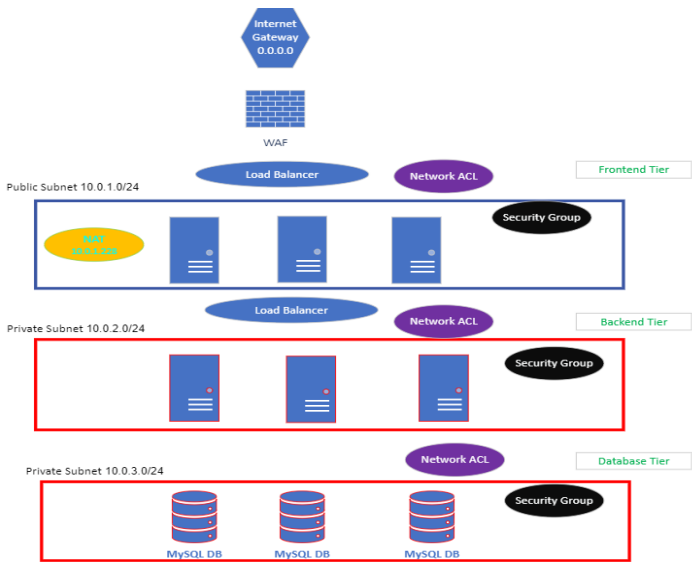 Internet
Gateway
0.0.0.0
WAF
Load Balancer
Network ACL
Frontend Tier
Public Subnet 10.0.1.0/24
Security Group
NAT
Load Balancer
Network ACL
Backend Tier
Private Subnet 10.0.2.0/24
Security Group
Network ACL
Database Tier
Private Subnet 10.0.3.0/24
Security Group
MySQL DB
MySQL DB
MySQL DB